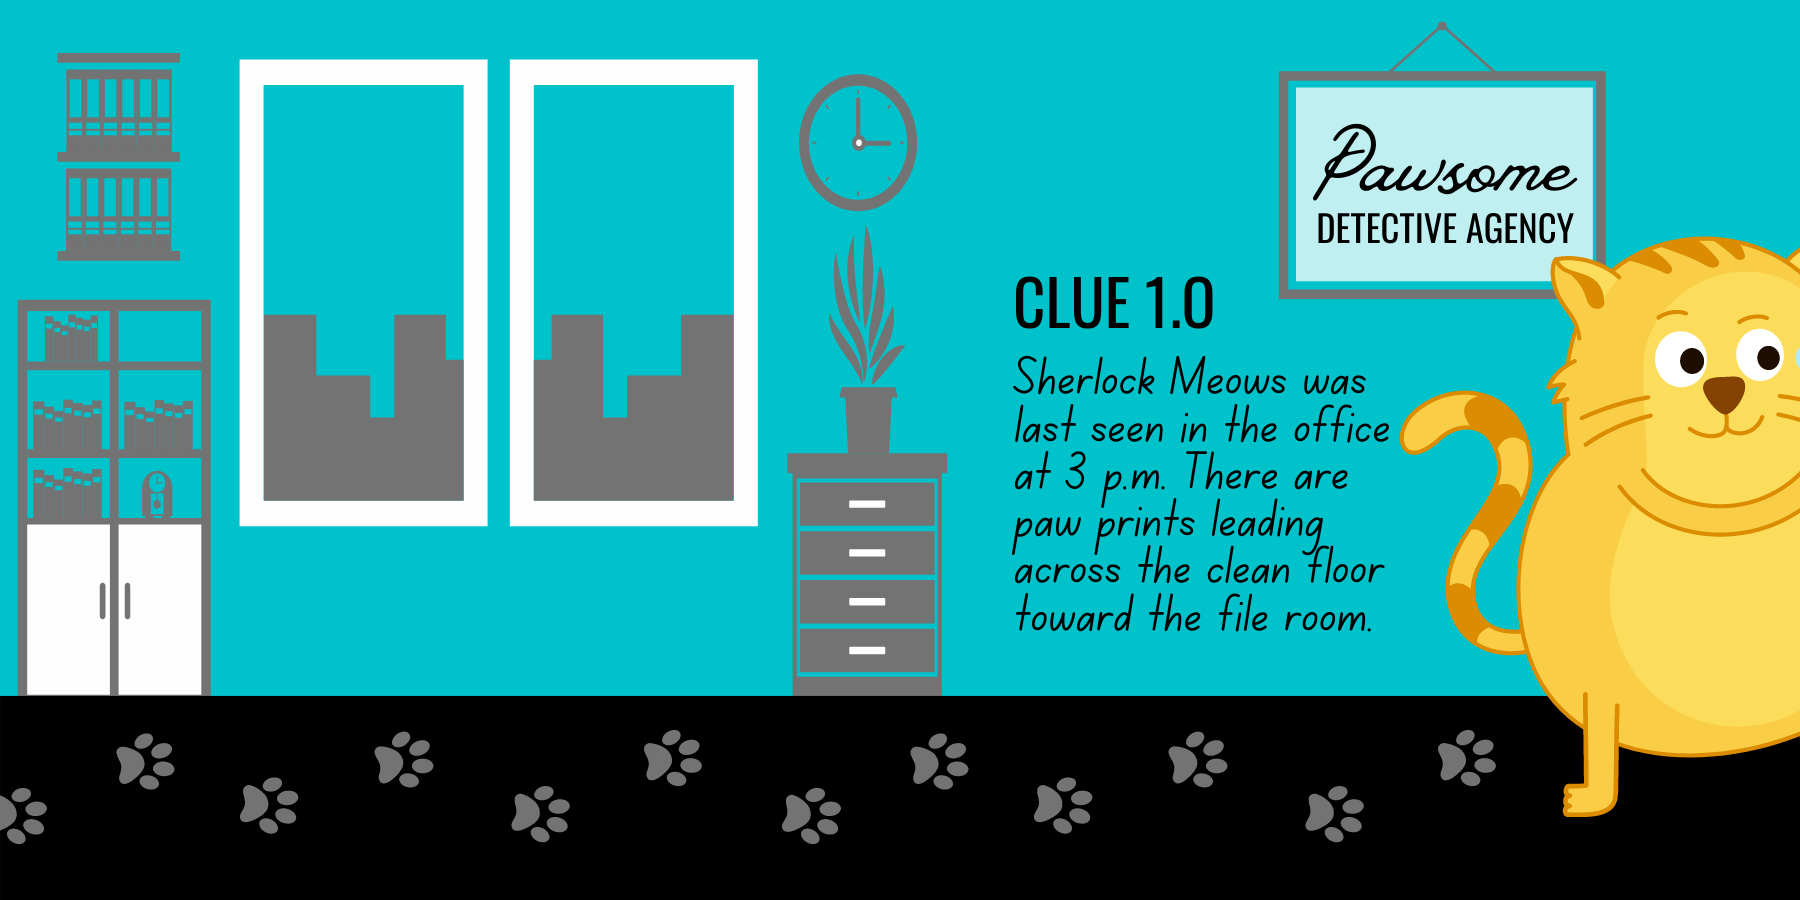 Pawsome
DETECTIVE AGENCY
CLUE 1.0
Sherlock Meows was
last seen in the office
at 3 p.m. There are
paw prints leading
across the clean floor
toward the file room.